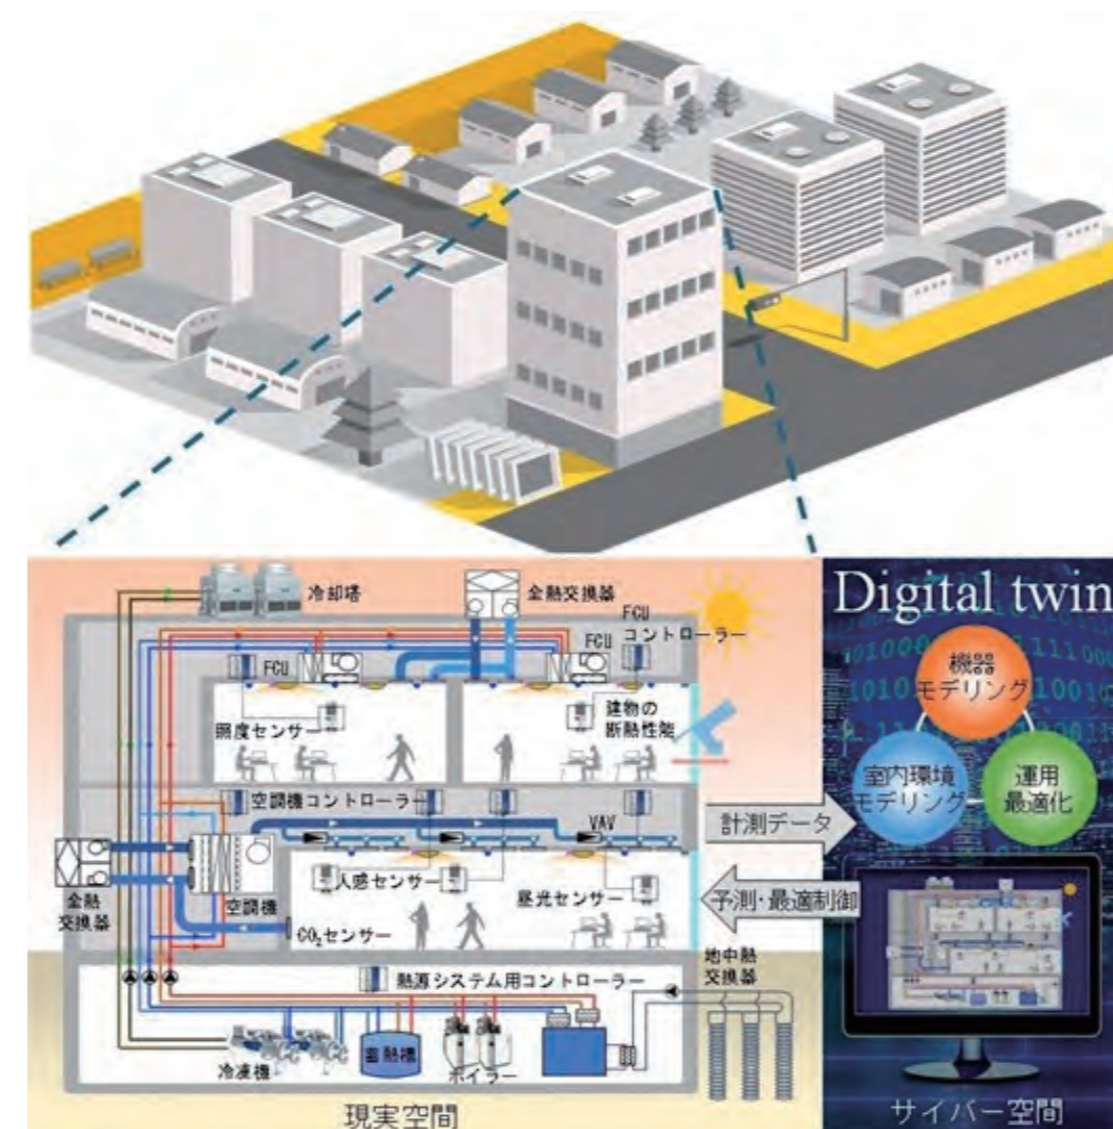 冷却塔
全熱交換器
FCU
コントローラー
FCU
FCU
照度センサー
建物の
断熱性能
空調機コントローラー
VAV
人感センサー
昼光センサー
全熱
交換器
空調機
CO₂センサー
熱源システム用コントローラー
地中熱
交換器
冷凍機
蓄熱槽
ボイラー
現実空間
計測データ
予測・最適制御
Digital twin
機器
モデリング
室内環境
モデリング
運用
最適化
サイバー空間